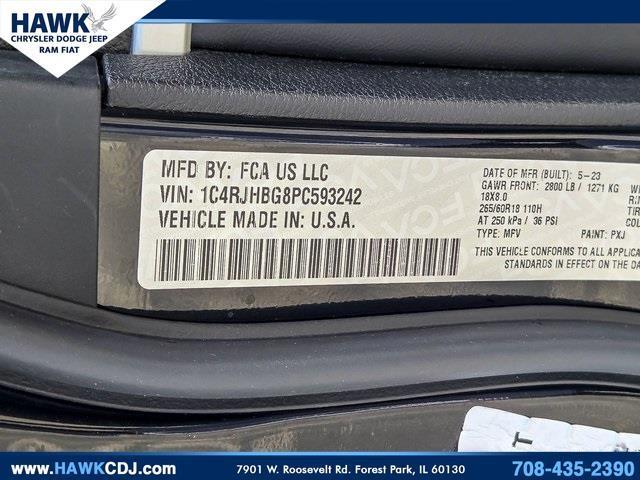 HAWK
CHRYSLER DODGE JEEP
RAM FIAT
MFD BY: FCA US LLC
VIN: 1C4RJHBG8PC593242
VEHICLE MADE IN: U.S.A.
DATE OF MFR (BUILT): 5-23
GAWR FRONT: 2800 LB / 1271 KG
18X8.0
265/60R18 110H
AT 250 kPa / 36 PSI
TYPE: MPV PAINT: PXJ
THIS VEHICLE CONFORMS TO ALL APPLICA
STANDARDS IN EFFECT ON THE DA
www.HAWKCDJ.com
7901 W. Roosevelt Rd. Forest Park, IL 60130
708-435-2390